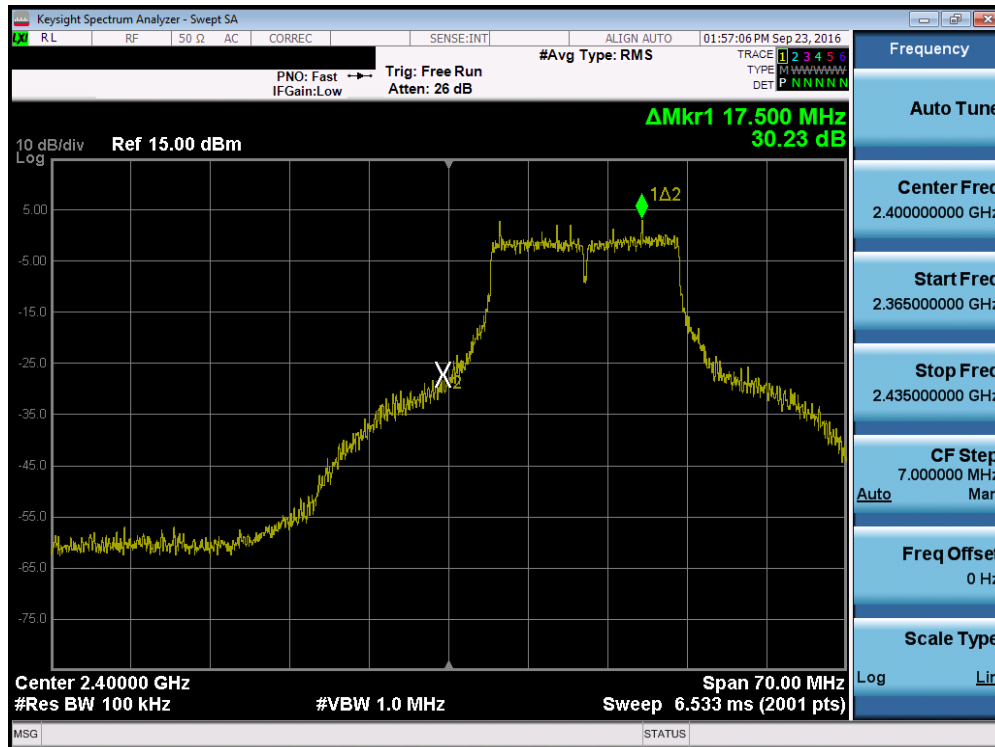 Keysight Spectrum Analyzer - Swept SA
LXI RL RF 50 Ω AC CORREC SENSE:INT ALIGN AUTO 01:57:06 PM Sep 23, 2016
#Avg Type: RMS
TRACE 1 2 3 4 5 6
TYPE M WWWWW
DET P N N N N N
PNO: Fast
IFGain:Low
Trig: Free Run
Atten: 26 dB
ΔMkr1 17.500 MHz
30.23 dB
10 dB/div
Log
Ref 15.00 dBm
1Δ2
5.00
-5.00
-15.0
-25.0
X2
-35.0
-45.0
-55.0
-65.0
-75.0
Center 2.40000 GHz
Span 70.00 MHz
#Res BW 100 kHz
#VBW 1.0 MHz
Sweep 6.533 ms (2001 pts)
MSG
STATUS
Frequency
Auto Tune
Center Freq
2.400000000 GHz
Start Freq
2.365000000 GHz
Stop Freq
2.435000000 GHz
CF Step
7.000000 MHz
Auto Man
Freq Offset
0 Hz
Scale Type
Log Lin